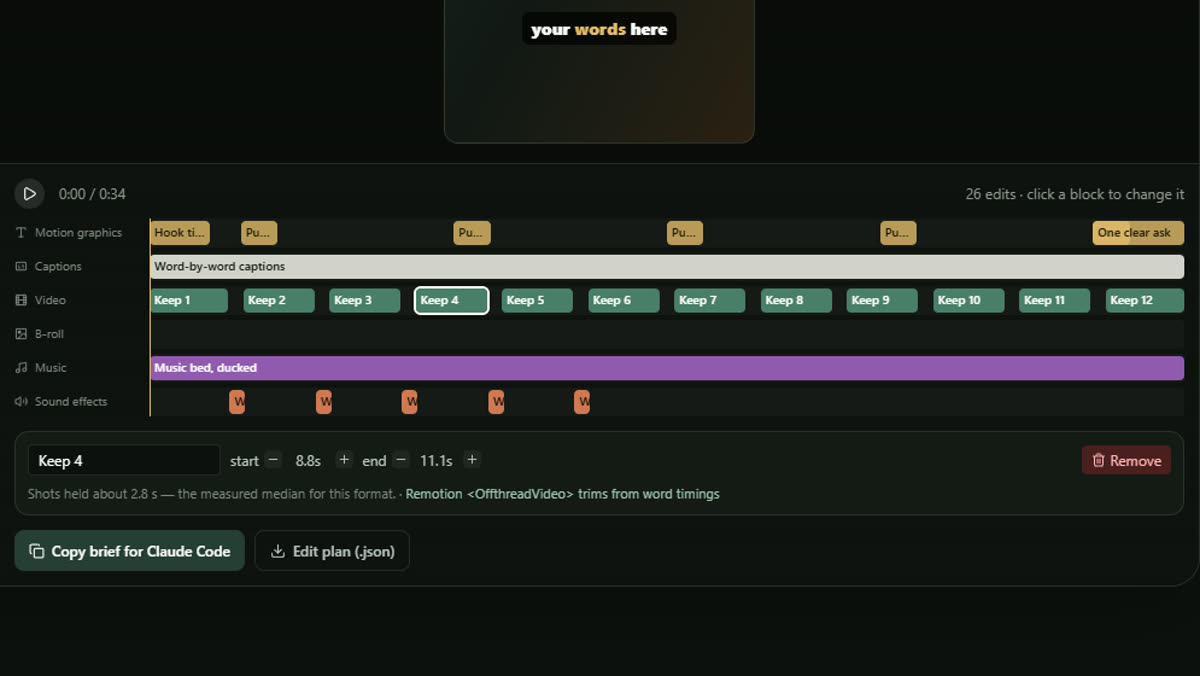 your words here
0:00 / 0:34
26 edits · click a block to change it
Motion graphics
Hook ti...
Pu...
Pu...
Pu...
Pu...
One clear ask
Captions
Word-by-word captions
Video
Keep 1
Keep 2
Keep 3
Keep 4
Keep 5
Keep 6
Keep 7
Keep 8
Keep 9
Keep 10
Keep 11
Keep 12
B-roll
Music
Music bed, ducked
Sound effects
W
W
W
W
W
Keep 4
start − 8.8s + end − 11.1s +
Remove
Shots held about 2.8 s — the measured median for this format. · Remotion <OffthreadVideo> trims from word timings
Copy brief for Claude Code
Edit plan (.json)